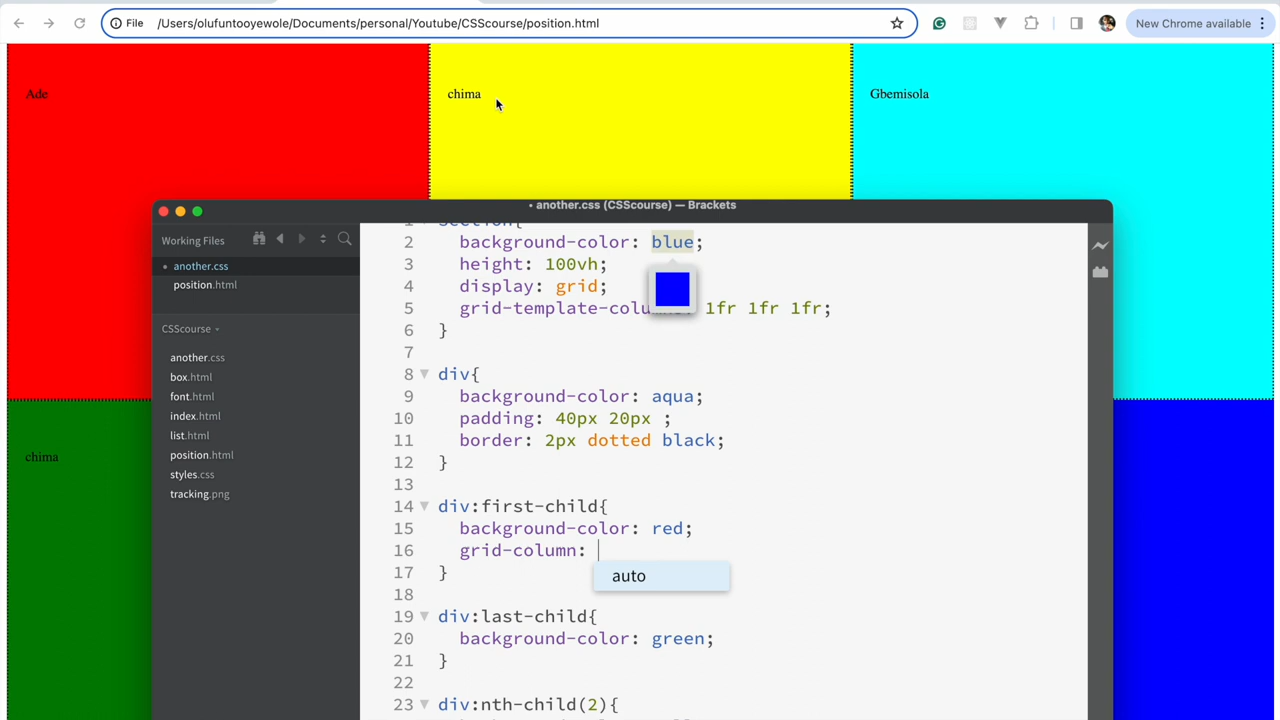 File
/Users/olufuntooyewole/Documents/personal/Youtube/CSScourse/position.html
New Chrome available
Ade
chima
Gbemisola
• another.css (CSScourse) — Brackets
Working Files
• another.css
position.html
CSScourse
another.css
box.html
font.html
index.html
list.html
position.html
styles.css
tracking.png
chima
1 section{
2 background-color: blue;
3 height: 100vh;
4 display: grid;
5 grid-template-columns: 1fr 1fr 1fr;
6 }
7
8 div{
9 background-color: aqua;
10 padding: 40px 20px ;
11 border: 2px dotted black;
12 }
13
14 div:first-child{
15 background-color: red;
16 grid-column:
auto
17 }
18
19 div:last-child{
20 background-color: green;
21 }
22
23 div:nth-child(2){